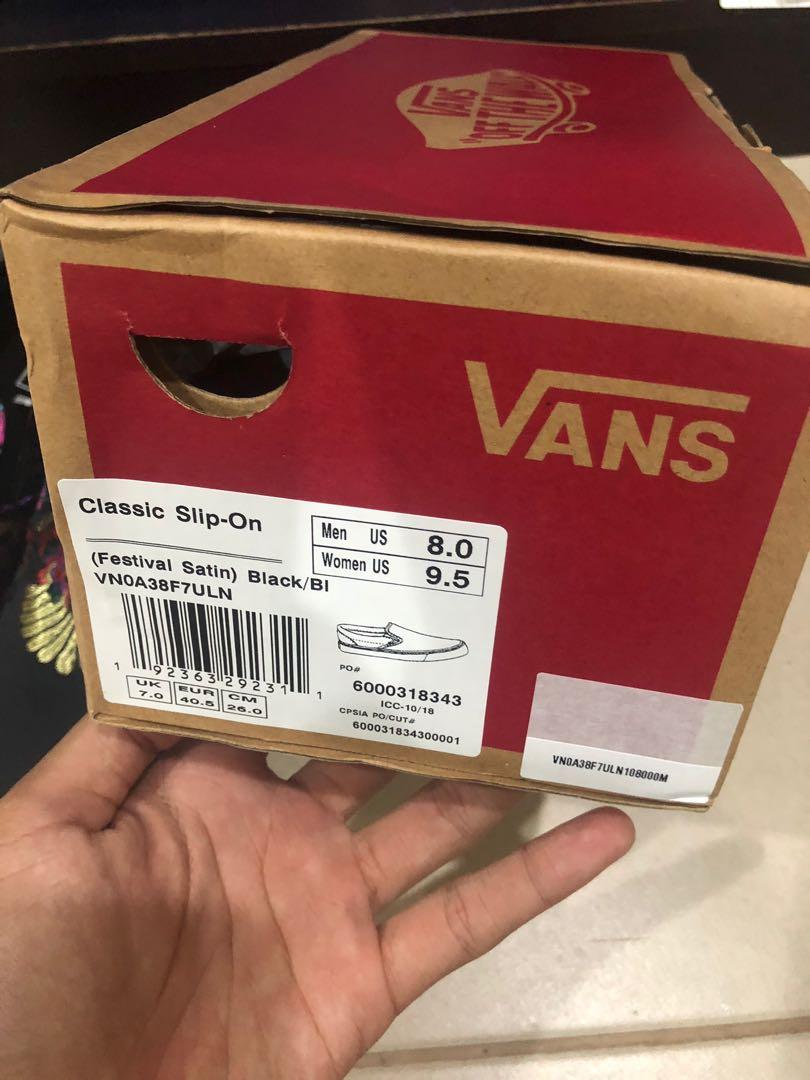 VANS
"OFF THE WALL"
VANS
Classic Slip-On
Men US 8.0
Women US 9.5
(Festival Satin) Black/Bl
VN0A38F7ULN
1 92363 29231 1
UK 7.0
EUR 40.5
CM 26.0
PO#
6000318343
ICC-10/18
CPSIA PO/CUT#
600031834300001
VN0A38F7ULN108000M